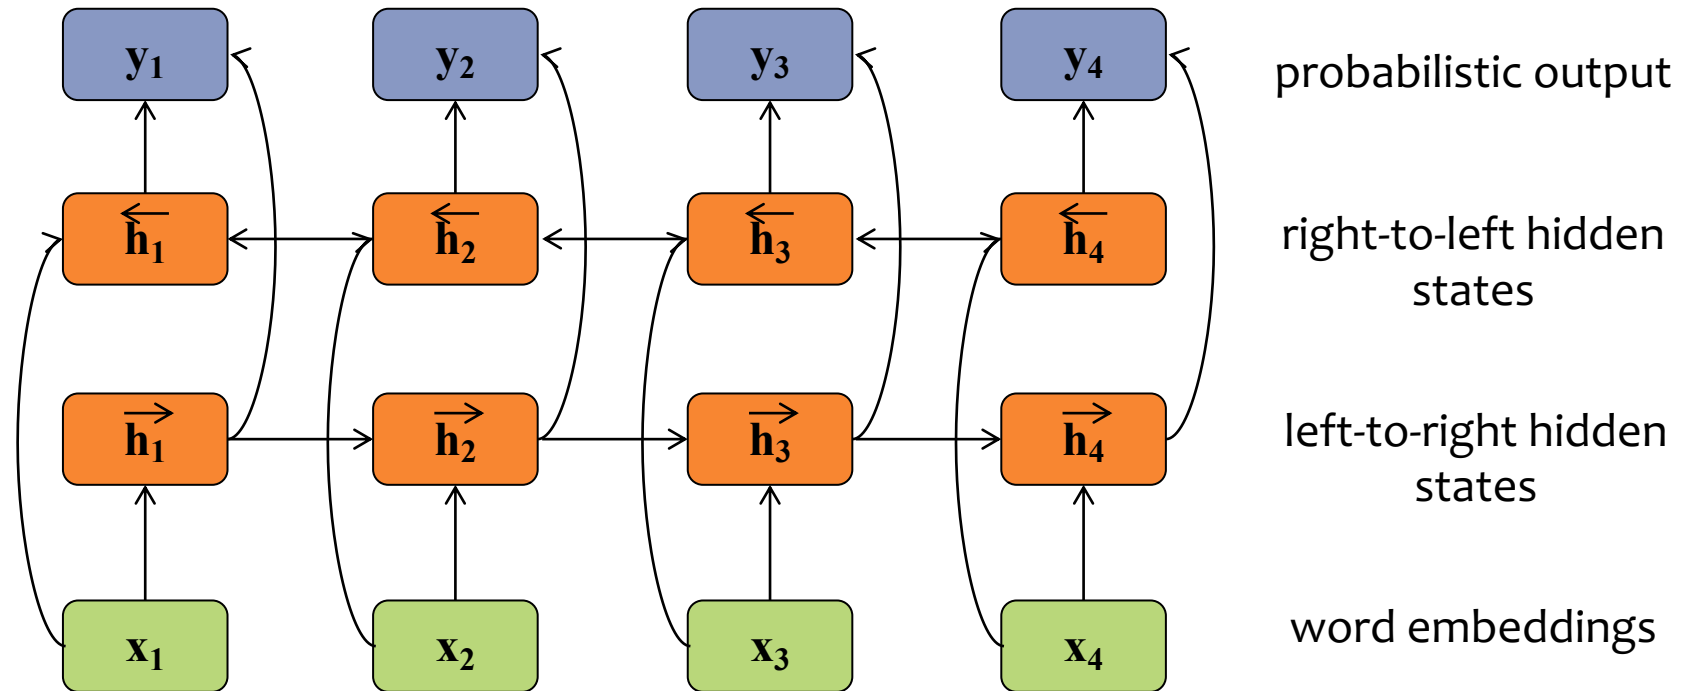 y₁ y₂ y₃ y₄ probabilistic output
←h₁ ←h₂ ←h₃ ←h₄ right-to-left hidden
states
→h₁ →h₂ →h₃ →h₄ left-to-right hidden
states
x₁ x₂ x₃ x₄ word embeddings